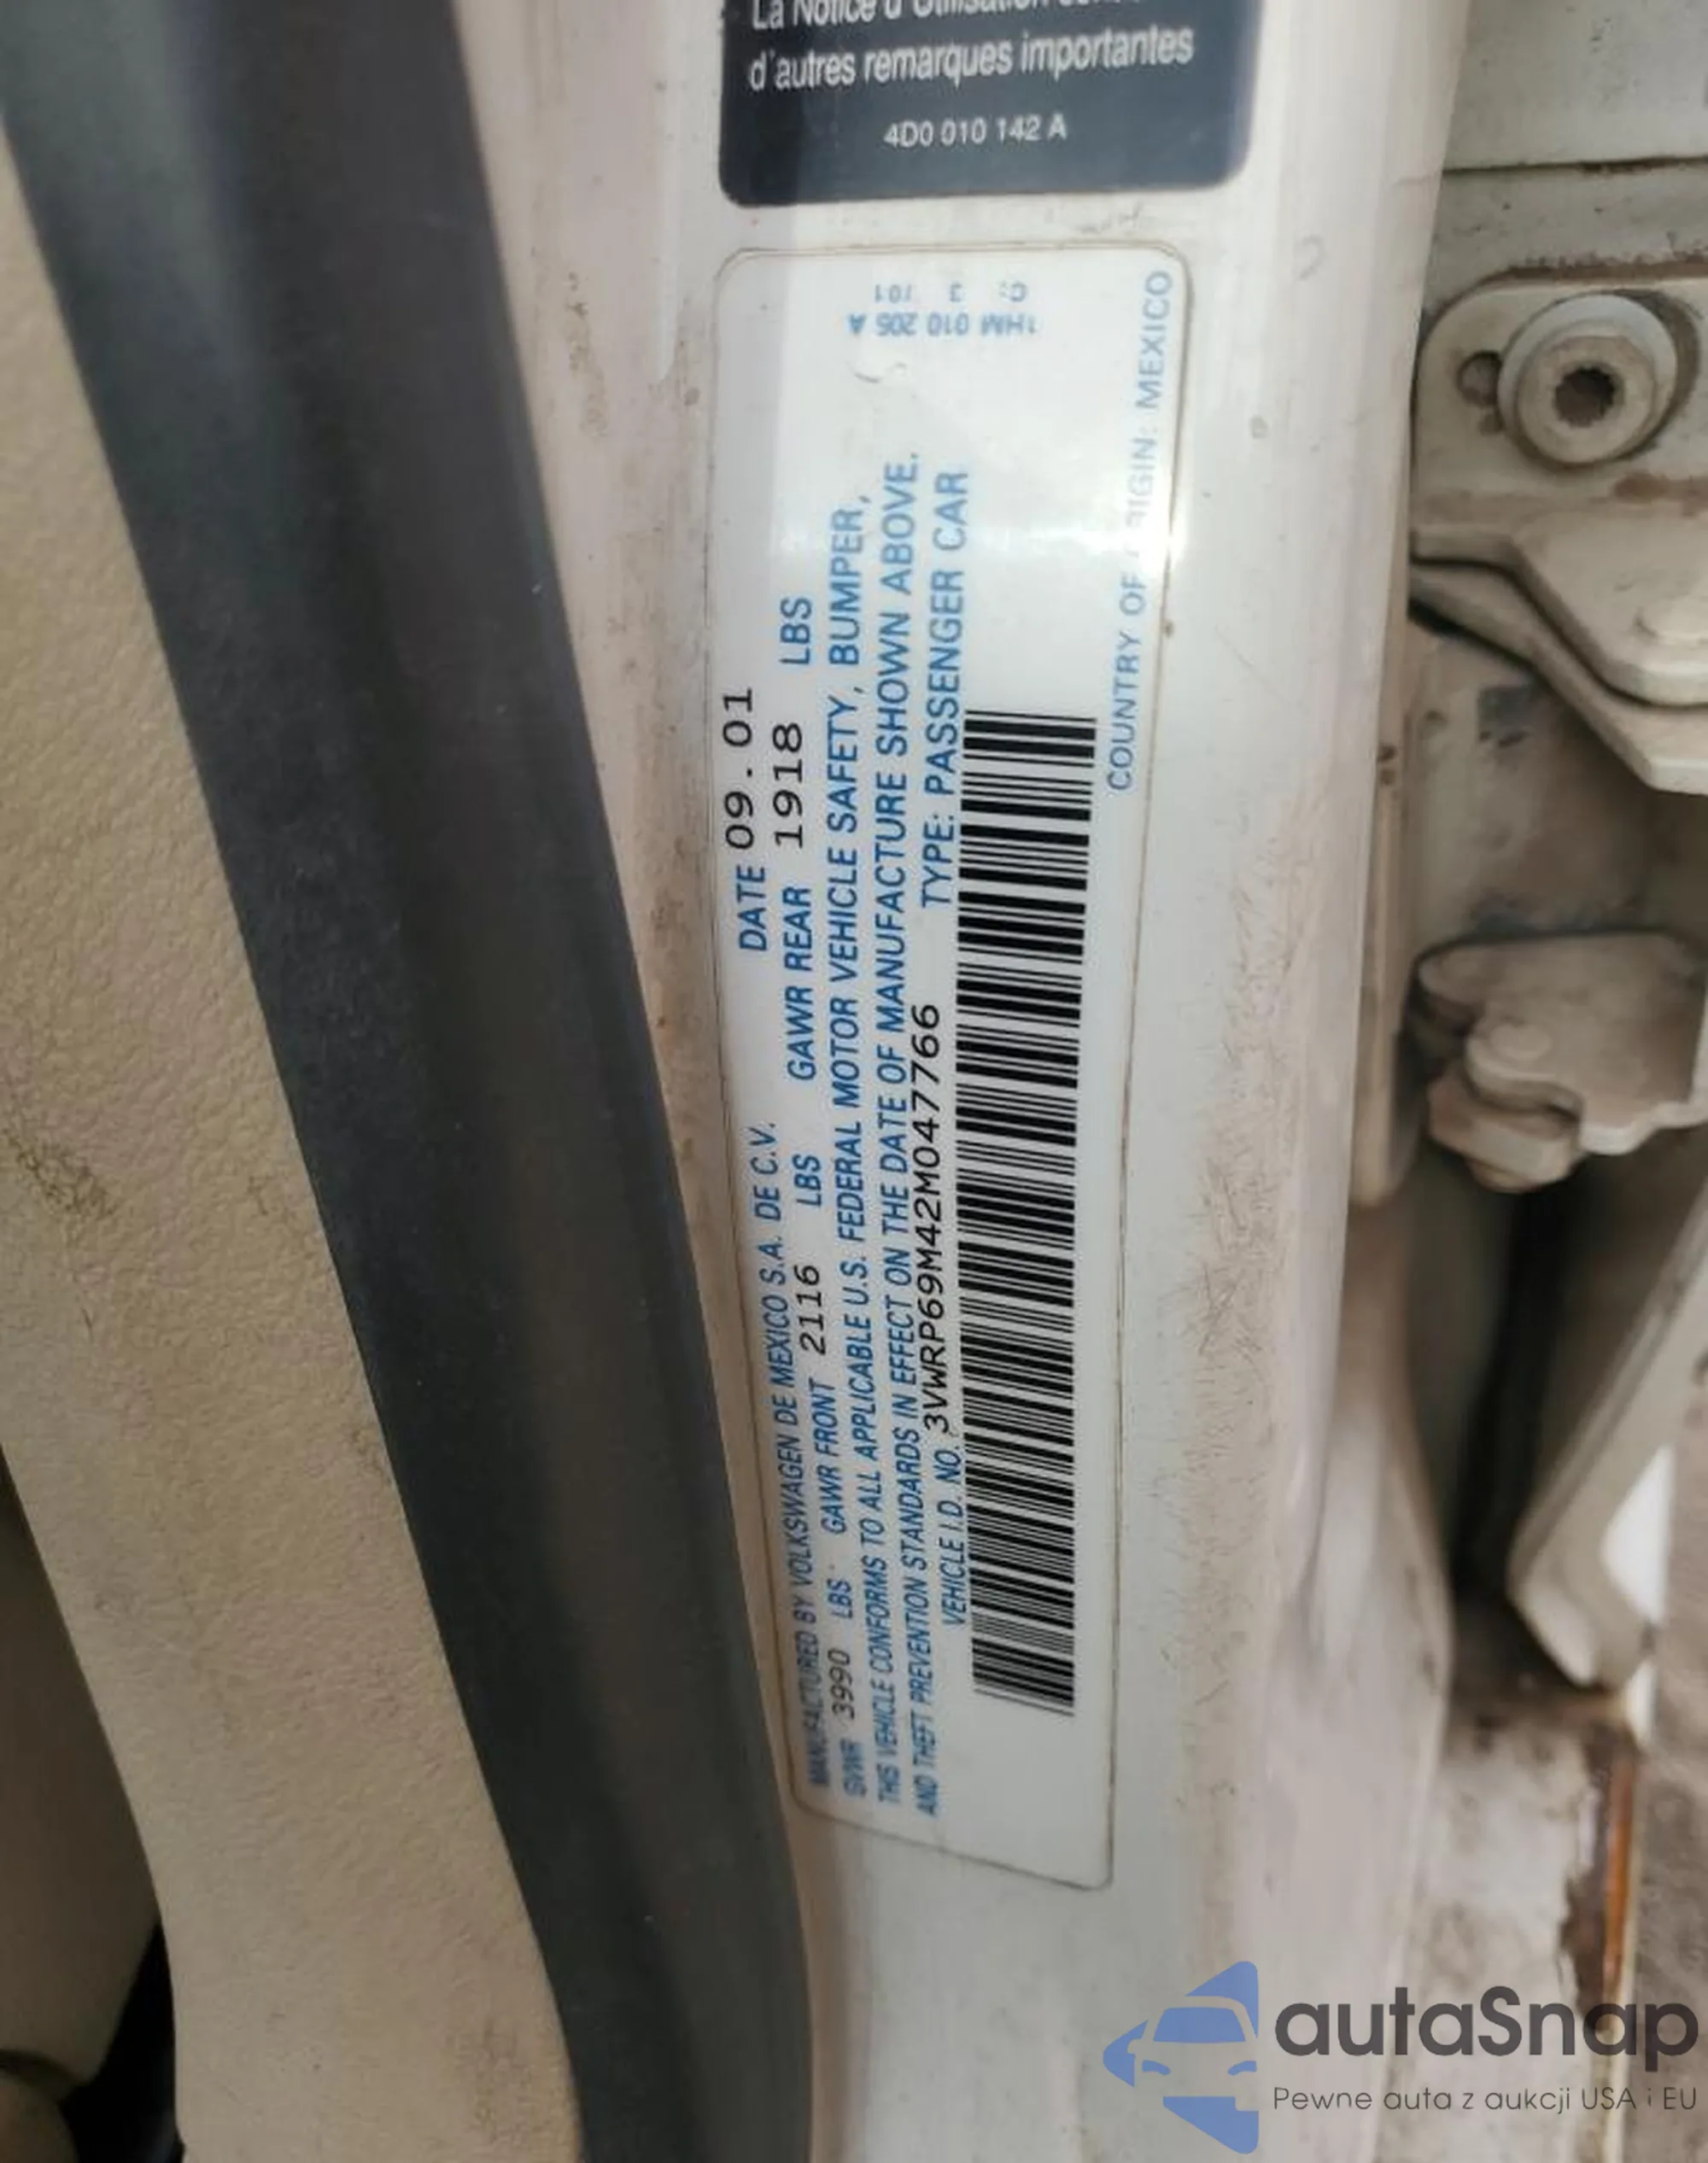 d'autres remarques importantes
4D0 010 142 A
1HM 010 205 A
C: 3 /01
MANUFACTURED BY VOLKSWAGEN DE MEXICO S.A. DE C.V. DATE 09.01
GVWR 3990 LBS GAWR FRONT 2116 LBS GAWR REAR 1918 LBS
THIS VEHICLE CONFORMS TO ALL APPLICABLE U.S. FEDERAL MOTOR VEHICLE SAFETY, BUMPER,
AND THEFT PREVENTION STANDARDS IN EFFECT ON THE DATE OF MANUFACTURE SHOWN ABOVE.
VEHICLE I.D. NO. 3VWRP69M42M047766 TYPE: PASSENGER CAR
COUNTRY OF ORIGIN: MEXICO
autaSnap
Pewne auta z aukcji USA i EU